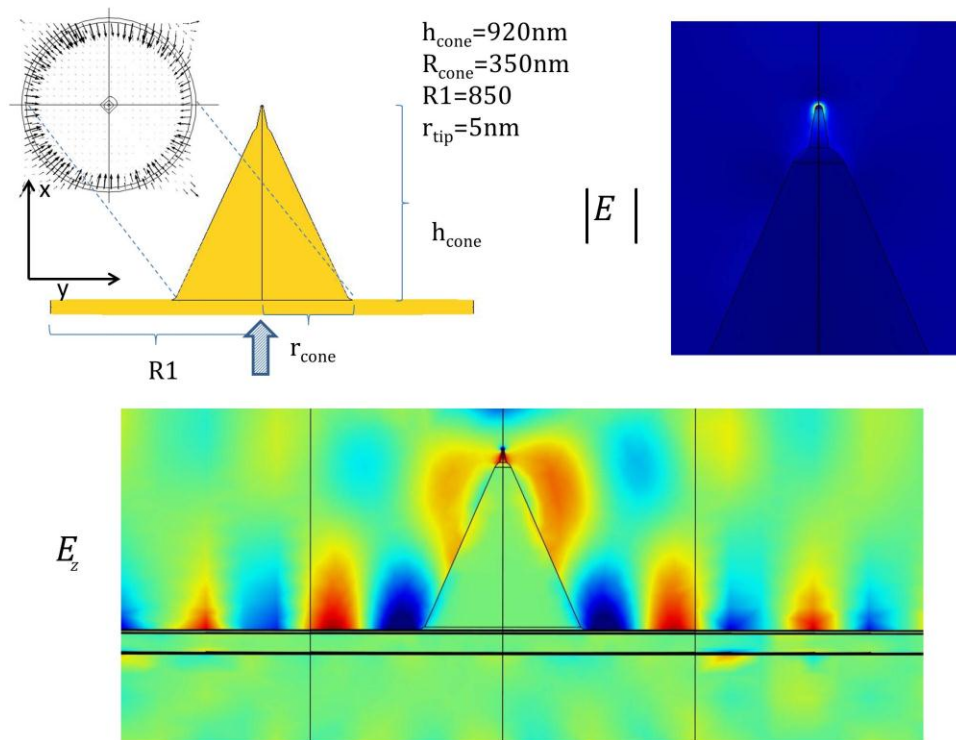 h_cone=920nm
R_cone=350nm
R1=850
r_tip=5nm
x
y
h_cone
r_cone
R1
|E|
E_z